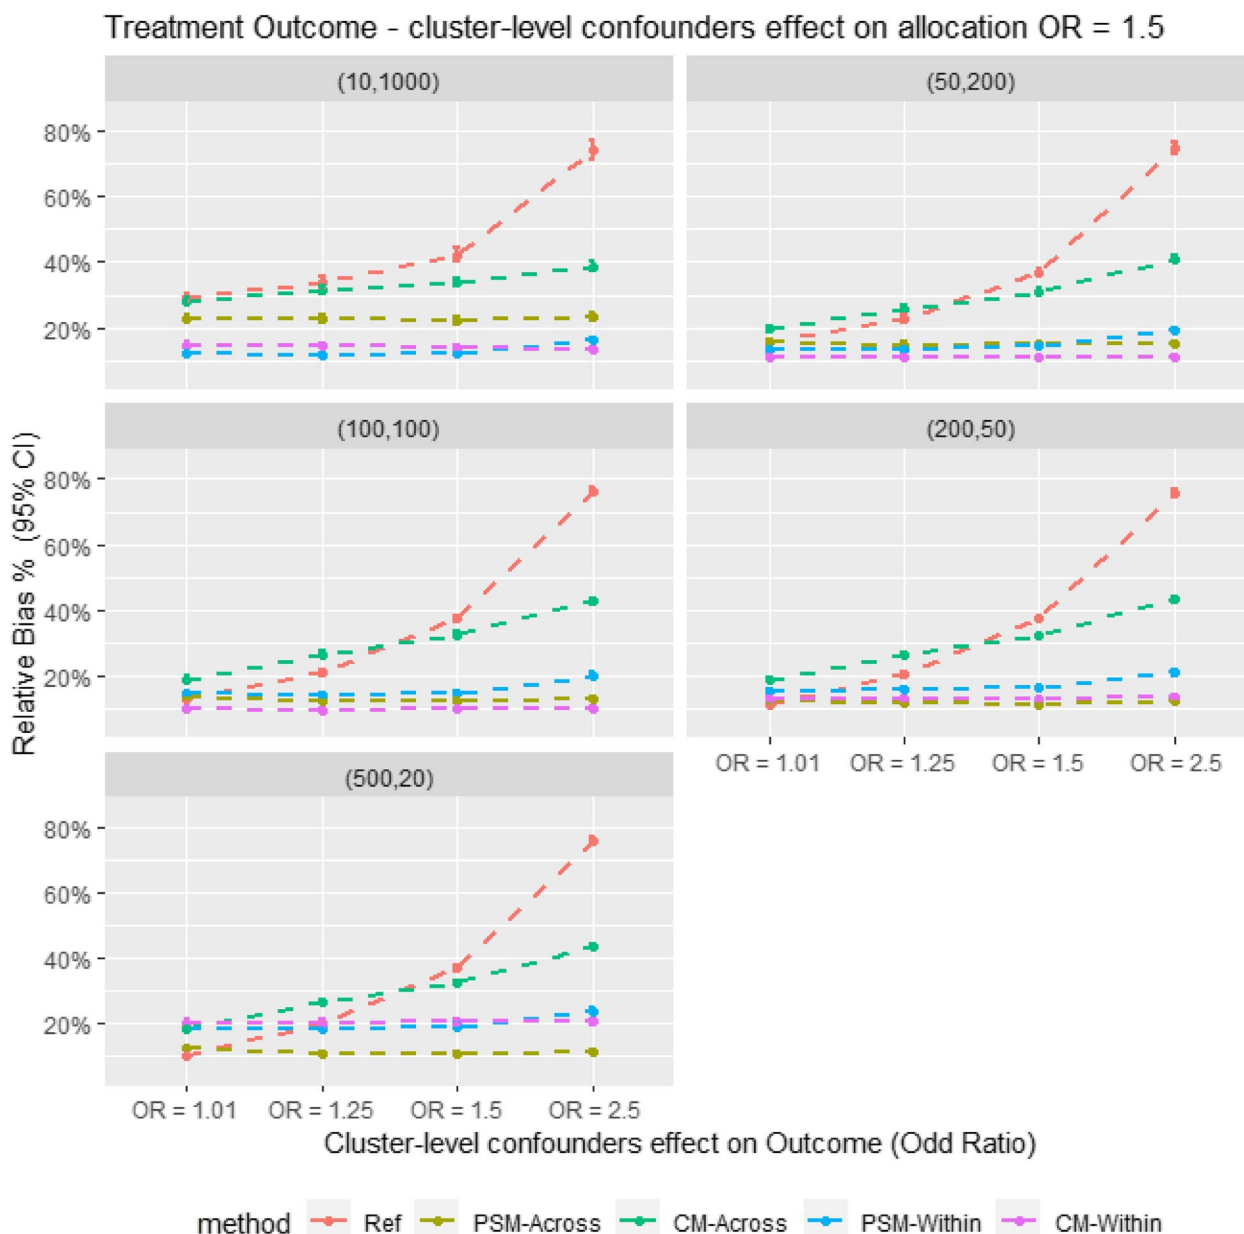 Treatment Outcome - cluster-level confounders effect on allocation OR = 1.5
(10,1000)
(50,200)
80%
60%
40%
20%
(100,100)
(200,50)
80%
60%
40%
20%
Relative Bias % (95% CI)
OR = 1.01 OR = 1.25 OR = 1.5 OR = 2.5
(500,20)
80%
60%
40%
20%
OR = 1.01 OR = 1.25 OR = 1.5 OR = 2.5
Cluster-level confounders effect on Outcome (Odd Ratio)
method Ref PSM-Across CM-Across PSM-Within CM-Within